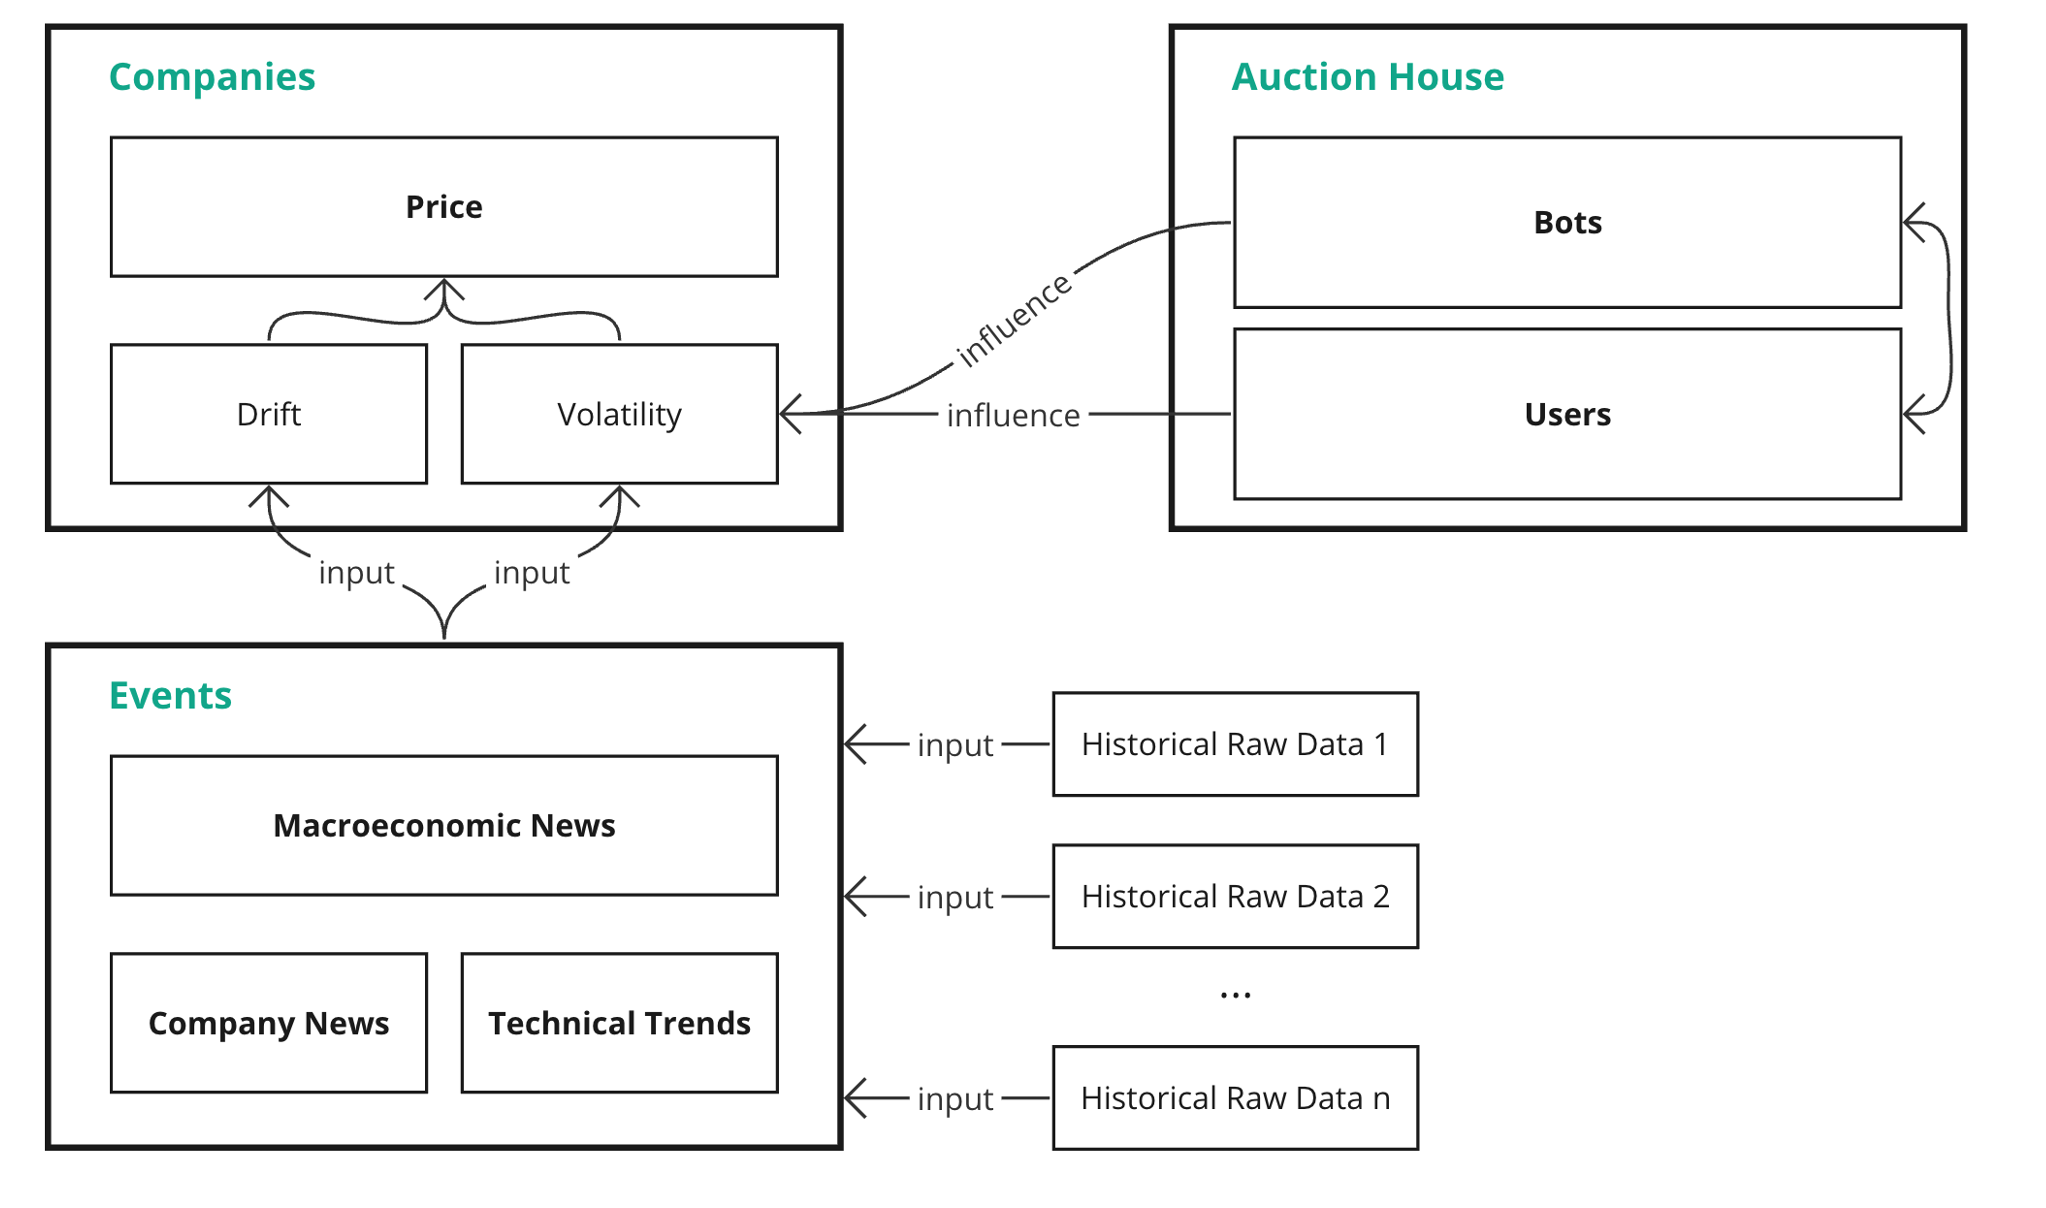 Companies
Price
Drift
Volatility
Auction House
Bots
Users
influence
influence
input
input
Events
Macroeconomic News
Company News
Technical Trends
input
Historical Raw Data 1
input
Historical Raw Data 2
...
input
Historical Raw Data n